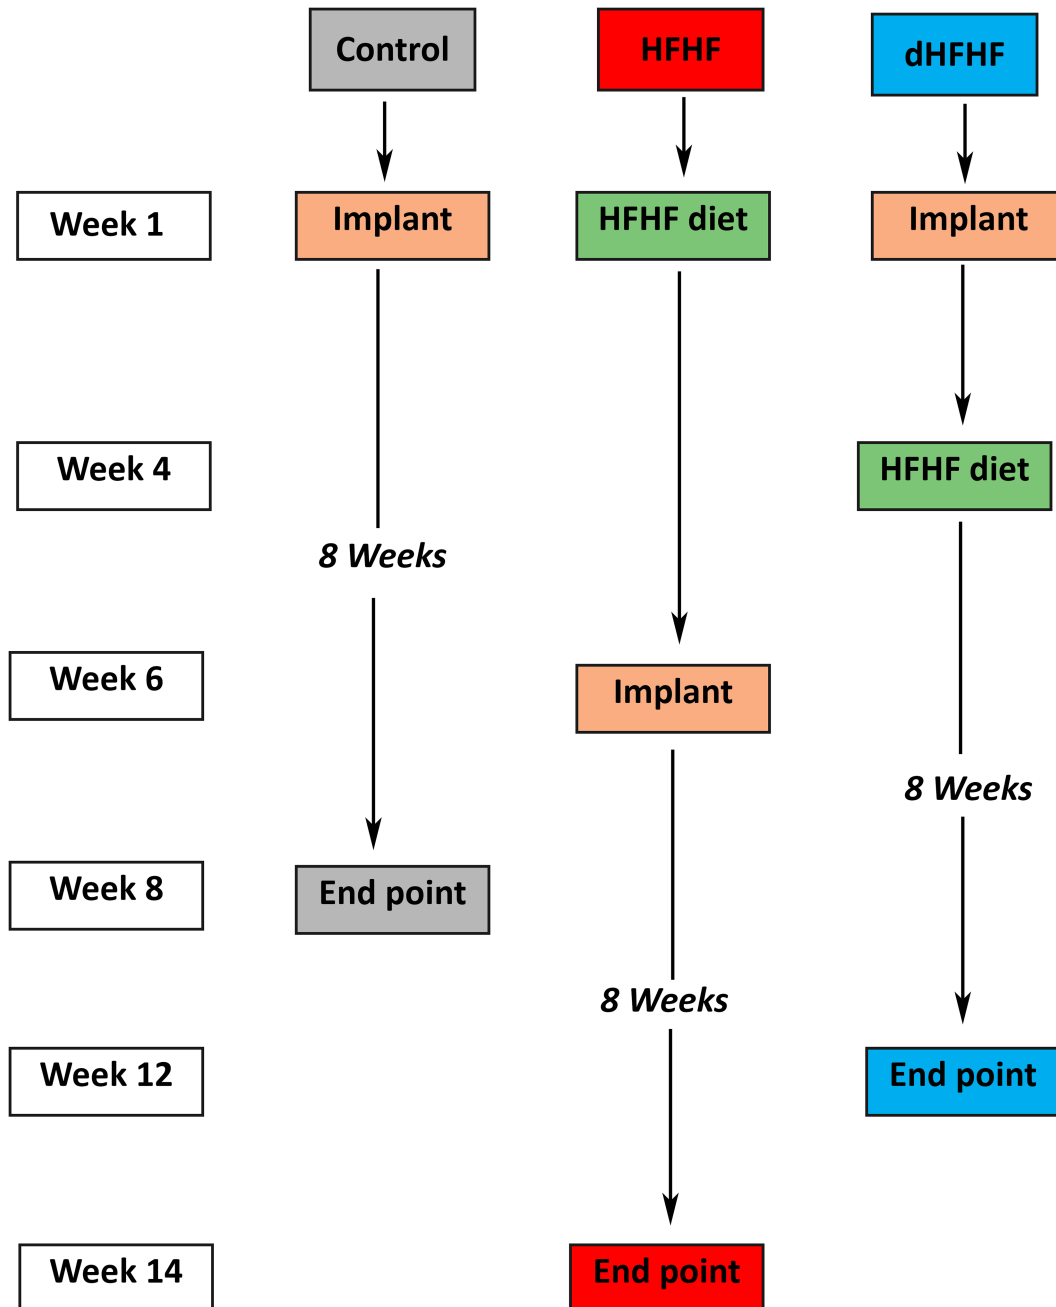 Control
HFHF
dHFHF
Week 1
Implant
HFHF diet
Implant
Week 4
HFHF diet
8 Weeks
Week 6
Implant
8 Weeks
Week 8
End point
8 Weeks
Week 12
End point
Week 14
End point